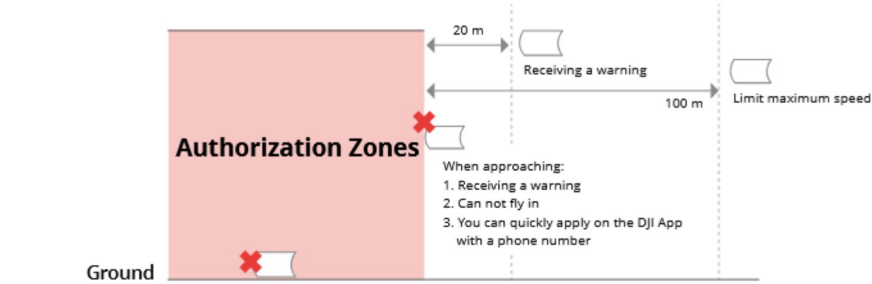 20 m
Receiving a warning
100 m
Limit maximum speed
Authorization Zones
When approaching:
1. Receiving a warning
2. Can not fly in
3. You can quickly apply on the DJI App
with a phone number
Ground